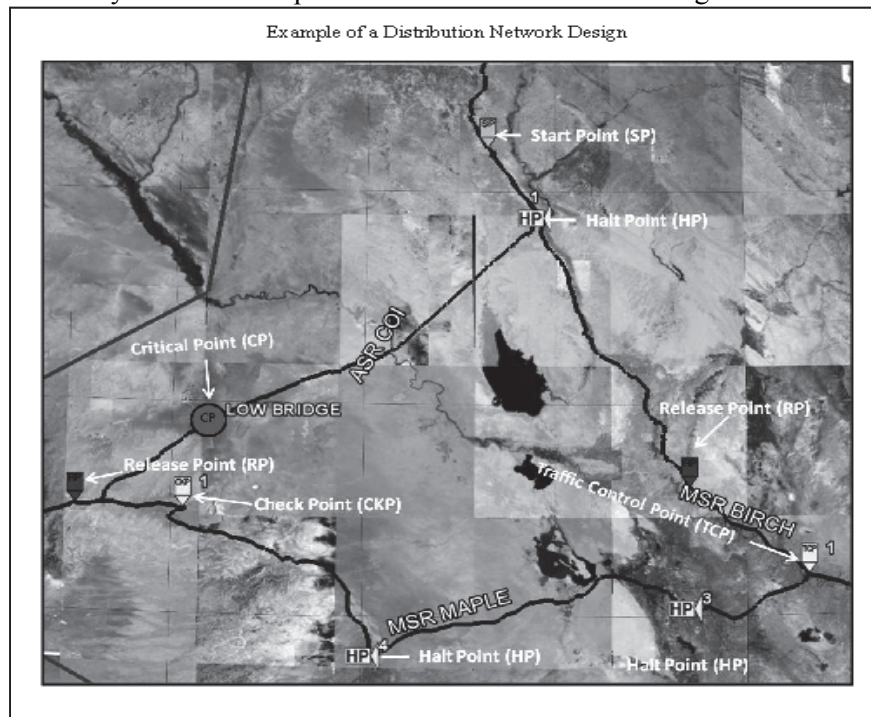 Example of a Distribution Network Design
Start Point (SP)
1
HP
Halt Point (HP)
ASR COI
Critical Point (CP)
CP
LOW BRIDGE
Release Point (RP)
Release Point (RP)
CKP
1
Check Point (CKP)
Traffic Control Point (TCP)
MSR BIRCH
TCP
1
MSR MAPLE
HP
3
HP
4
Halt Point (HP)
Halt Point (HP)